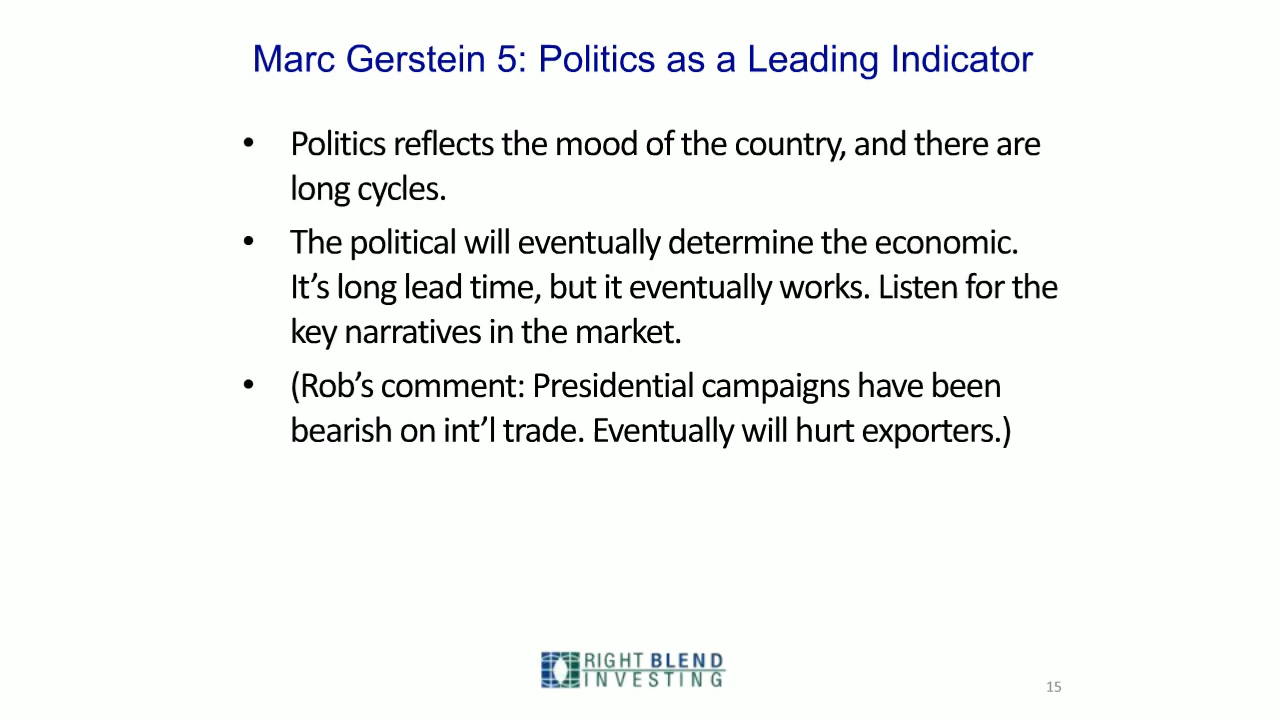 Marc Gerstein 5: Politics as a Leading Indicator
• Politics reflects the mood of the country, and there are
long cycles.
• The political will eventually determine the economic.
It’s long lead time, but it eventually works. Listen for the
key narratives in the market.
• (Rob’s comment: Presidential campaigns have been
bearish on int’l trade. Eventually will hurt exporters.)
RIGHT BLEND
INVESTING
15